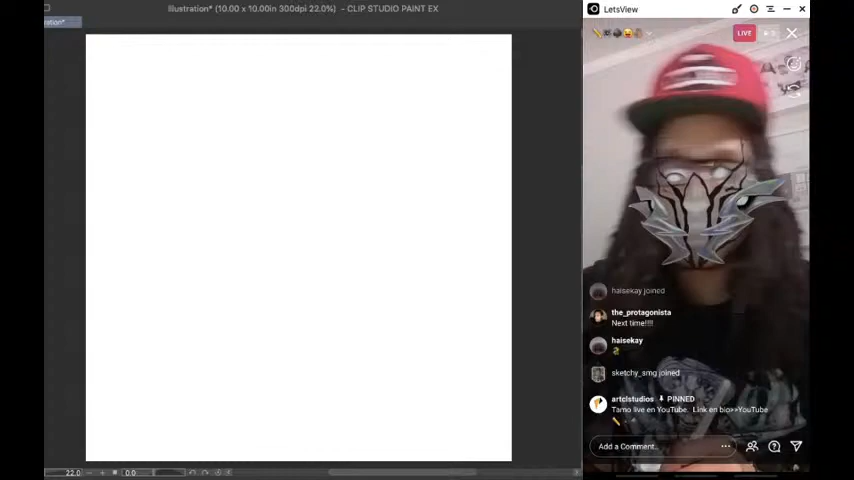 Illustration* (10.00 x 10.00in 300dpi 22.0%) - CLIP STUDIO PAINT EX
ration*
LetsView
LIVE
haisekay joined
the_protagonista
Next time!!!!
haisekay
sketchy_smg joined
artclstudios PINNED
Tamo live en YouTube. Link en bio>>YouTube
Add a Comment...
22.0
0.0